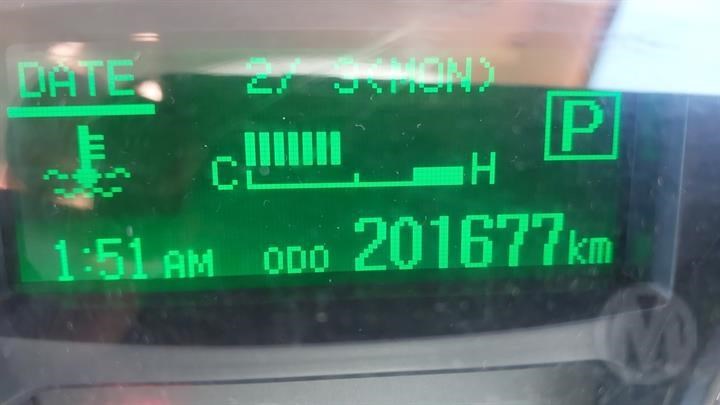 DATE 2/ 3(MON)
P
C H
1:51 AM ODO 201677km
M